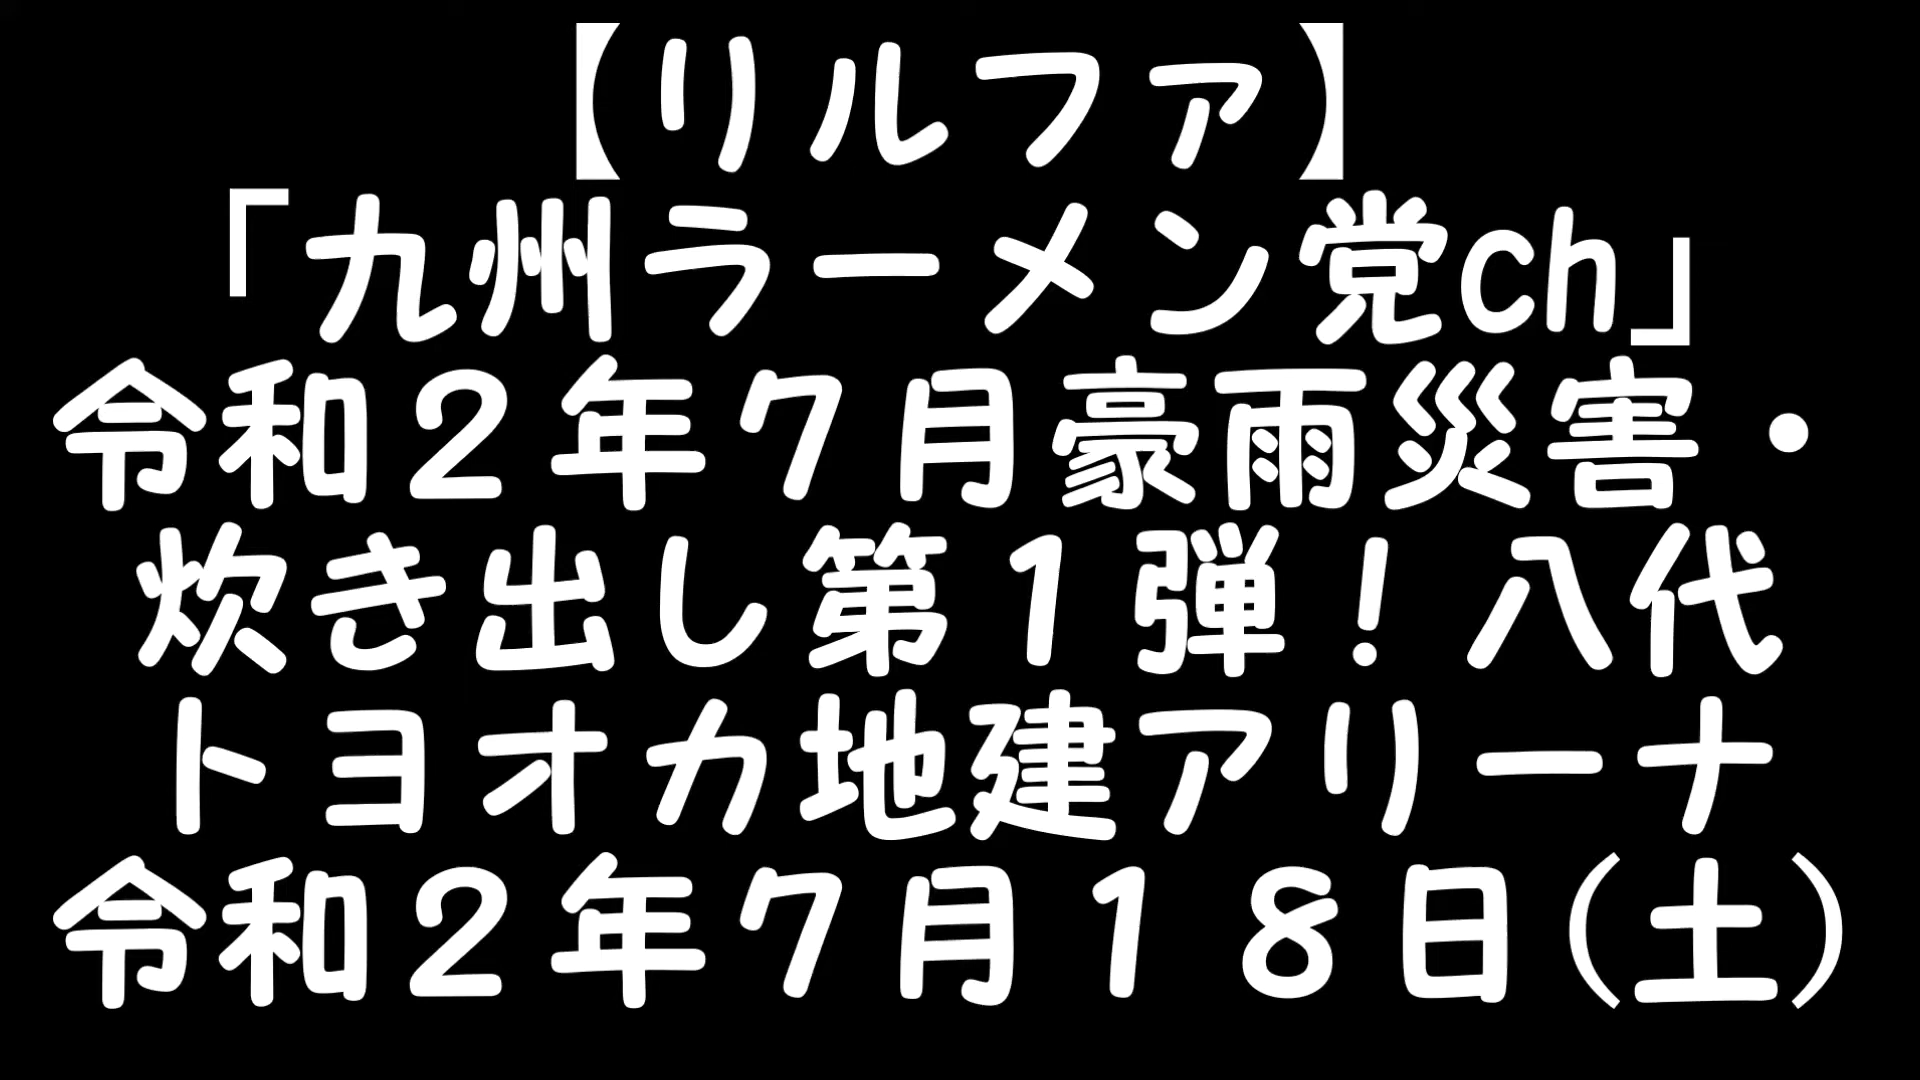 【リルファ】
「九州ラーメン党ch」
令和２年７月豪雨災害・
炊き出し第１弾！八代
トヨオカ地建アリーナ
令和２年７月１８日(土)